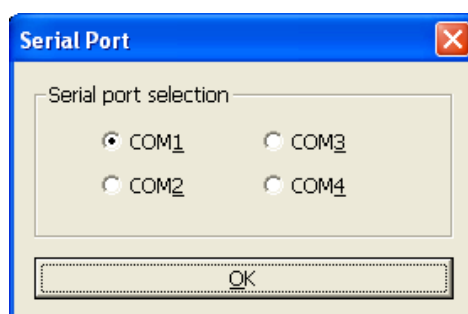 Serial Port
Serial port selection
COM1 COM3
COM2 COM4
OK